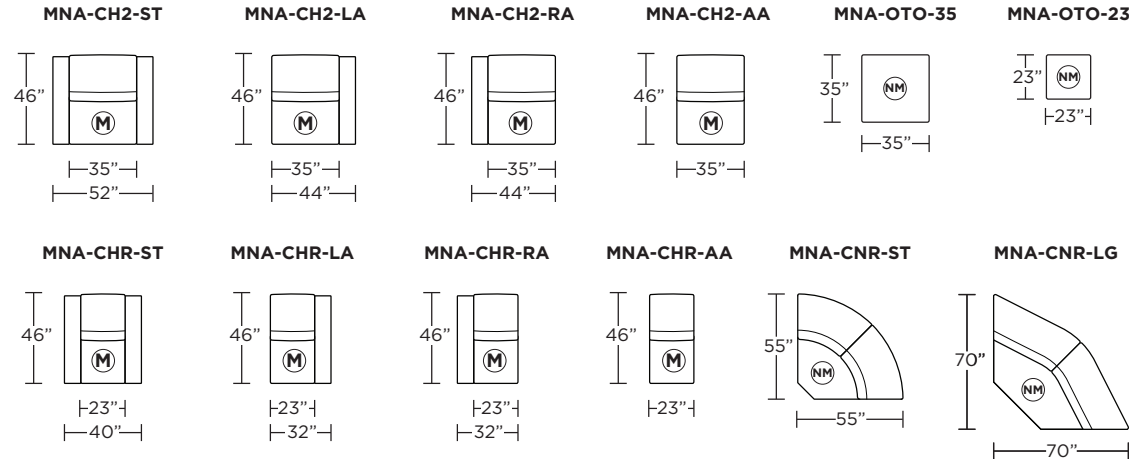 MNA-CH2-ST MNA-CH2-LA MNA-CH2-RA MNA-CH2-AA MNA-OTO-35 MNA-OTO-23
46” M 35” 52”
46” M 35” 44”
46” M 35” 44”
46” M 35”
35” NM 35”
23” NM 23”
MNA-CHR-ST MNA-CHR-LA MNA-CHR-RA MNA-CHR-AA MNA-CNR-ST MNA-CNR-LG
46” M 23” 40”
46” M 23” 32”
46” M 23” 32”
46” M 23”
55” NM 55”
70” NM 70”